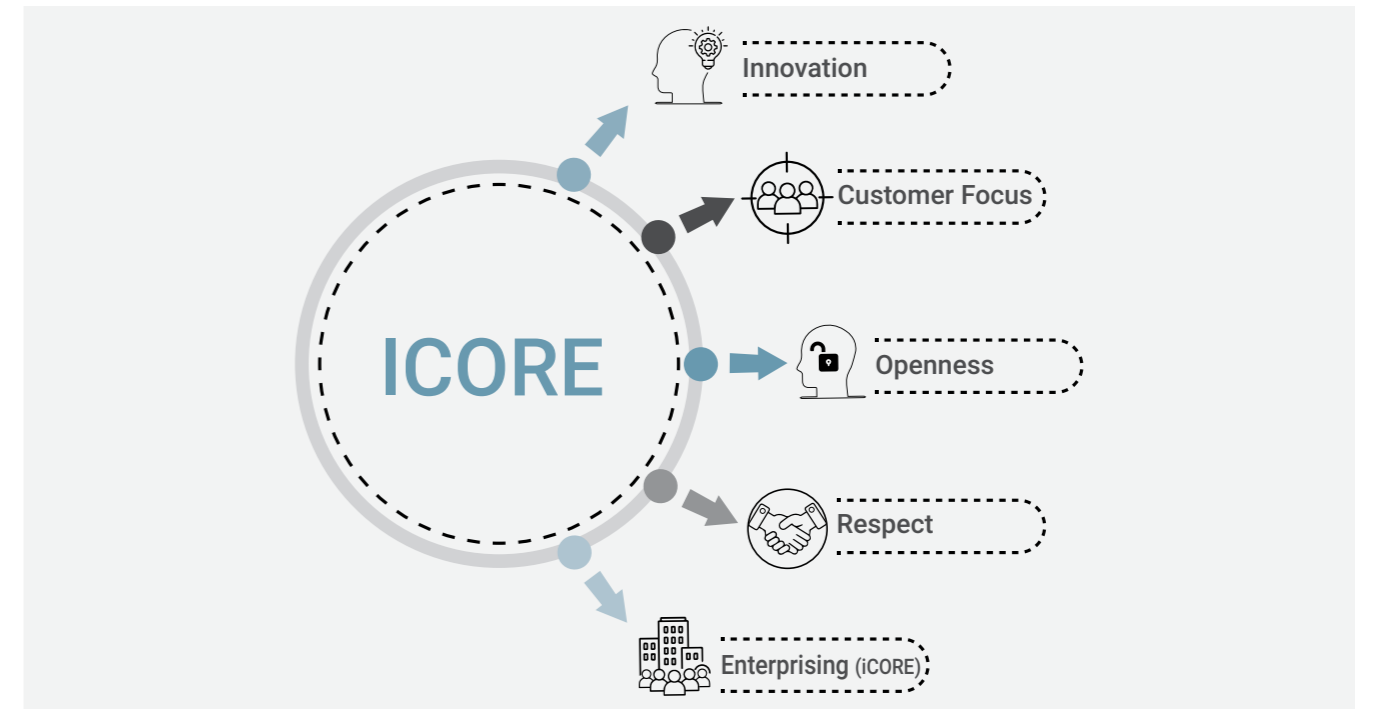 Innovation
Customer Focus
ICORE
Openness
Respect
Enterprising (iCORE)